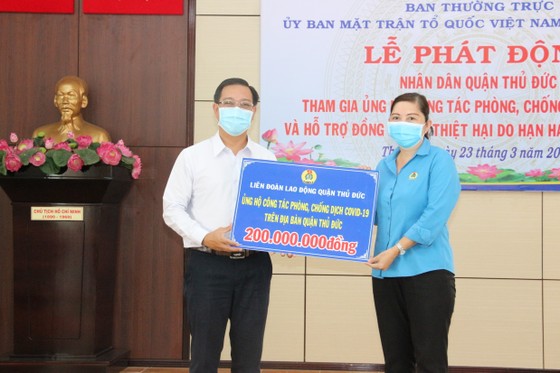 BAN THƯỜNG TRỰC
ỦY BAN MẶT TRẬN TỔ QUỐC VIỆT NAM
LỄ PHÁT ĐỘN
NHÂN DÂN QUẬN THỦ ĐỨC
THAM GIA ỦNG TÁC PHÒNG, CHỐN
VÀ HỖ TRỢ ĐỒNG THIỆT HẠI DO HẠN
23 tháng 3 năm 20
LIÊN ĐOÀN LAO ĐỘNG QUẬN THỦ ĐỨC
ỦNG HỘ CÔNG TÁC PHÒNG, CHỐNG DỊCH COVID-19
TRÊN ĐỊA BÀN QUẬN THỦ ĐỨC
200.000.000đồng
CHỦ TỊCH HỒ CHÍ MINH
(1890 - 1969)